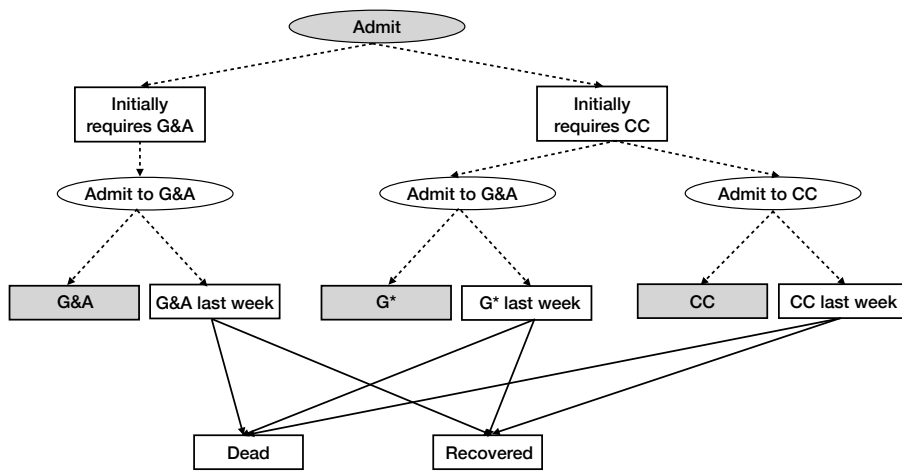 Admit
Initially
requires G&A
Initially
requires CC
Admit to G&A
Admit to G&A
Admit to CC
G&A
G&A last week
G*
G* last week
CC
CC last week
Dead
Recovered